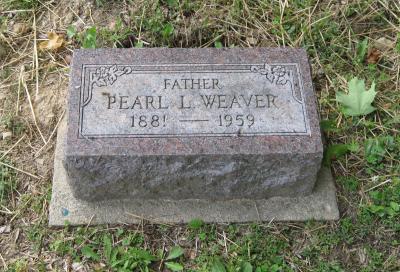 FATHER
PEARL L. WEAVER
1881 — 1959